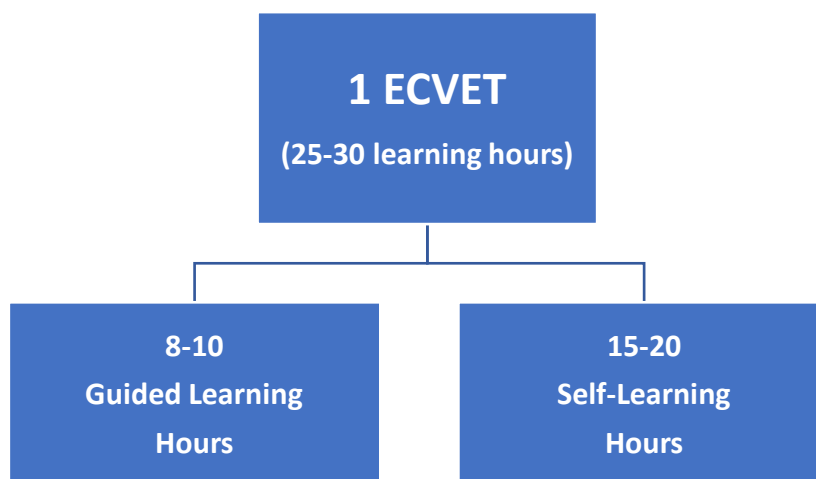 1 ECVET
(25-30 learning hours)
8-10
Guided Learning
Hours
15-20
Self-Learning
Hours